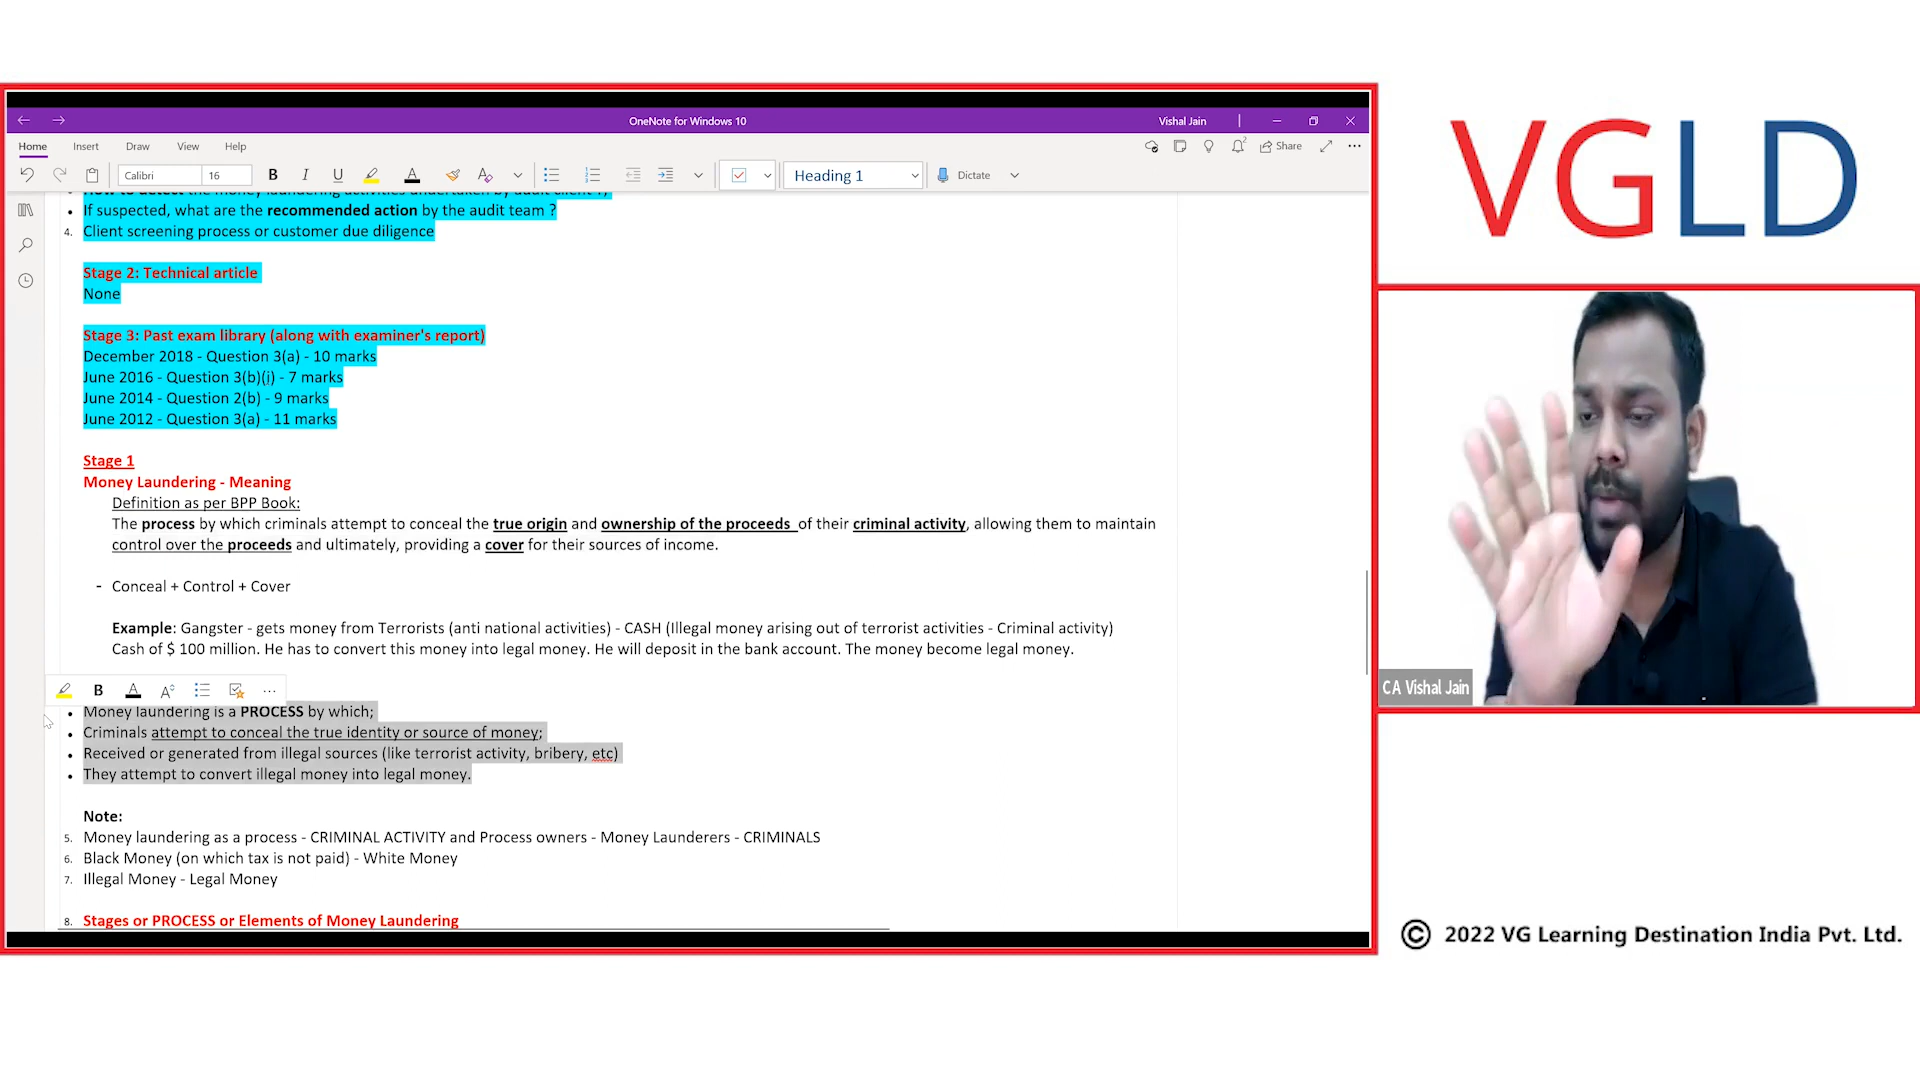 OneNote for Windows 10
Vishal Jain
Home Insert Draw View Help
Share
Calibri 16 B I U A Heading 1 Dictate
If suspected, what are the recommended action by the audit team ?
4. Client screening process or customer due diligence
Stage 2: Technical article
None
Stage 3: Past exam library (along with examiner's report)
December 2018 - Question 3(a) - 10 marks
June 2016 - Question 3(b)(i) - 7 marks
June 2014 - Question 2(b) - 9 marks
June 2012 - Question 3(a) - 11 marks
Stage 1
Money Laundering - Meaning
Definition as per BPP Book:
The process by which criminals attempt to conceal the true origin and ownership of the proceeds of their criminal activity, allowing them to maintain
control over the proceeds and ultimately, providing a cover for their sources of income.
- Conceal + Control + Cover
Example: Gangster - gets money from Terrorists (anti national activities) - CASH (Illegal money arising out of terrorist activities - Criminal activity)
Cash of $ 100 million. He has to convert this money into legal money. He will deposit in the bank account. The money become legal money.
B A A
Money laundering is a PROCESS by which;
Criminals attempt to conceal the true identity or source of money;
Received or generated from illegal sources (like terrorist activity, bribery, etc)
They attempt to convert illegal money into legal money.
Note:
5. Money laundering as a process - CRIMINAL ACTIVITY and Process owners - Money Launderers - CRIMINALS
6. Black Money (on which tax is not paid) - White Money
7. Illegal Money - Legal Money
8. Stages or PROCESS or Elements of Money Laundering
VGLD
CA Vishal Jain
© 2022 VG Learning Destination India Pvt. Ltd.